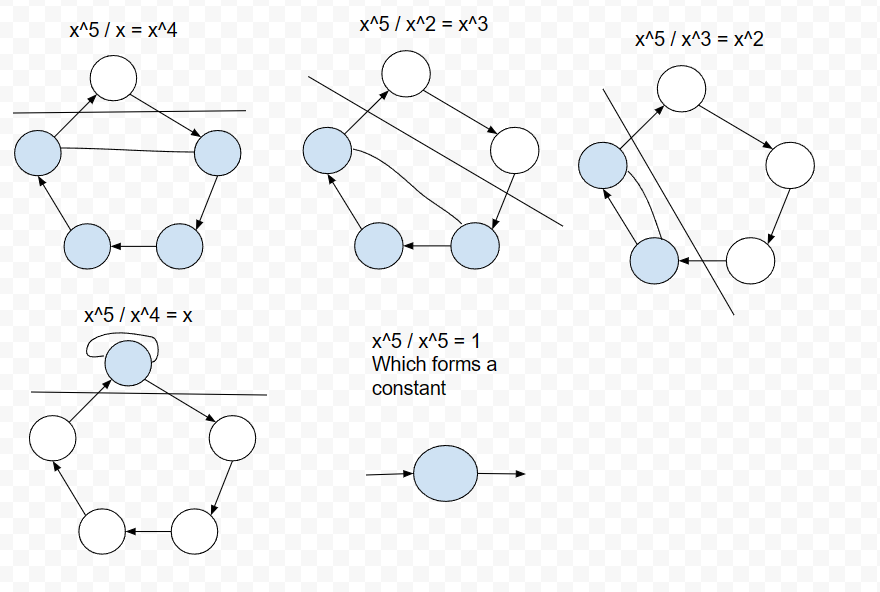 x^5 / x = x^4
x^5 / x^2 = x^3
x^5 / x^3 = x^2
x^5 / x^4 = x
x^5 / x^5 = 1
Which forms a
constant